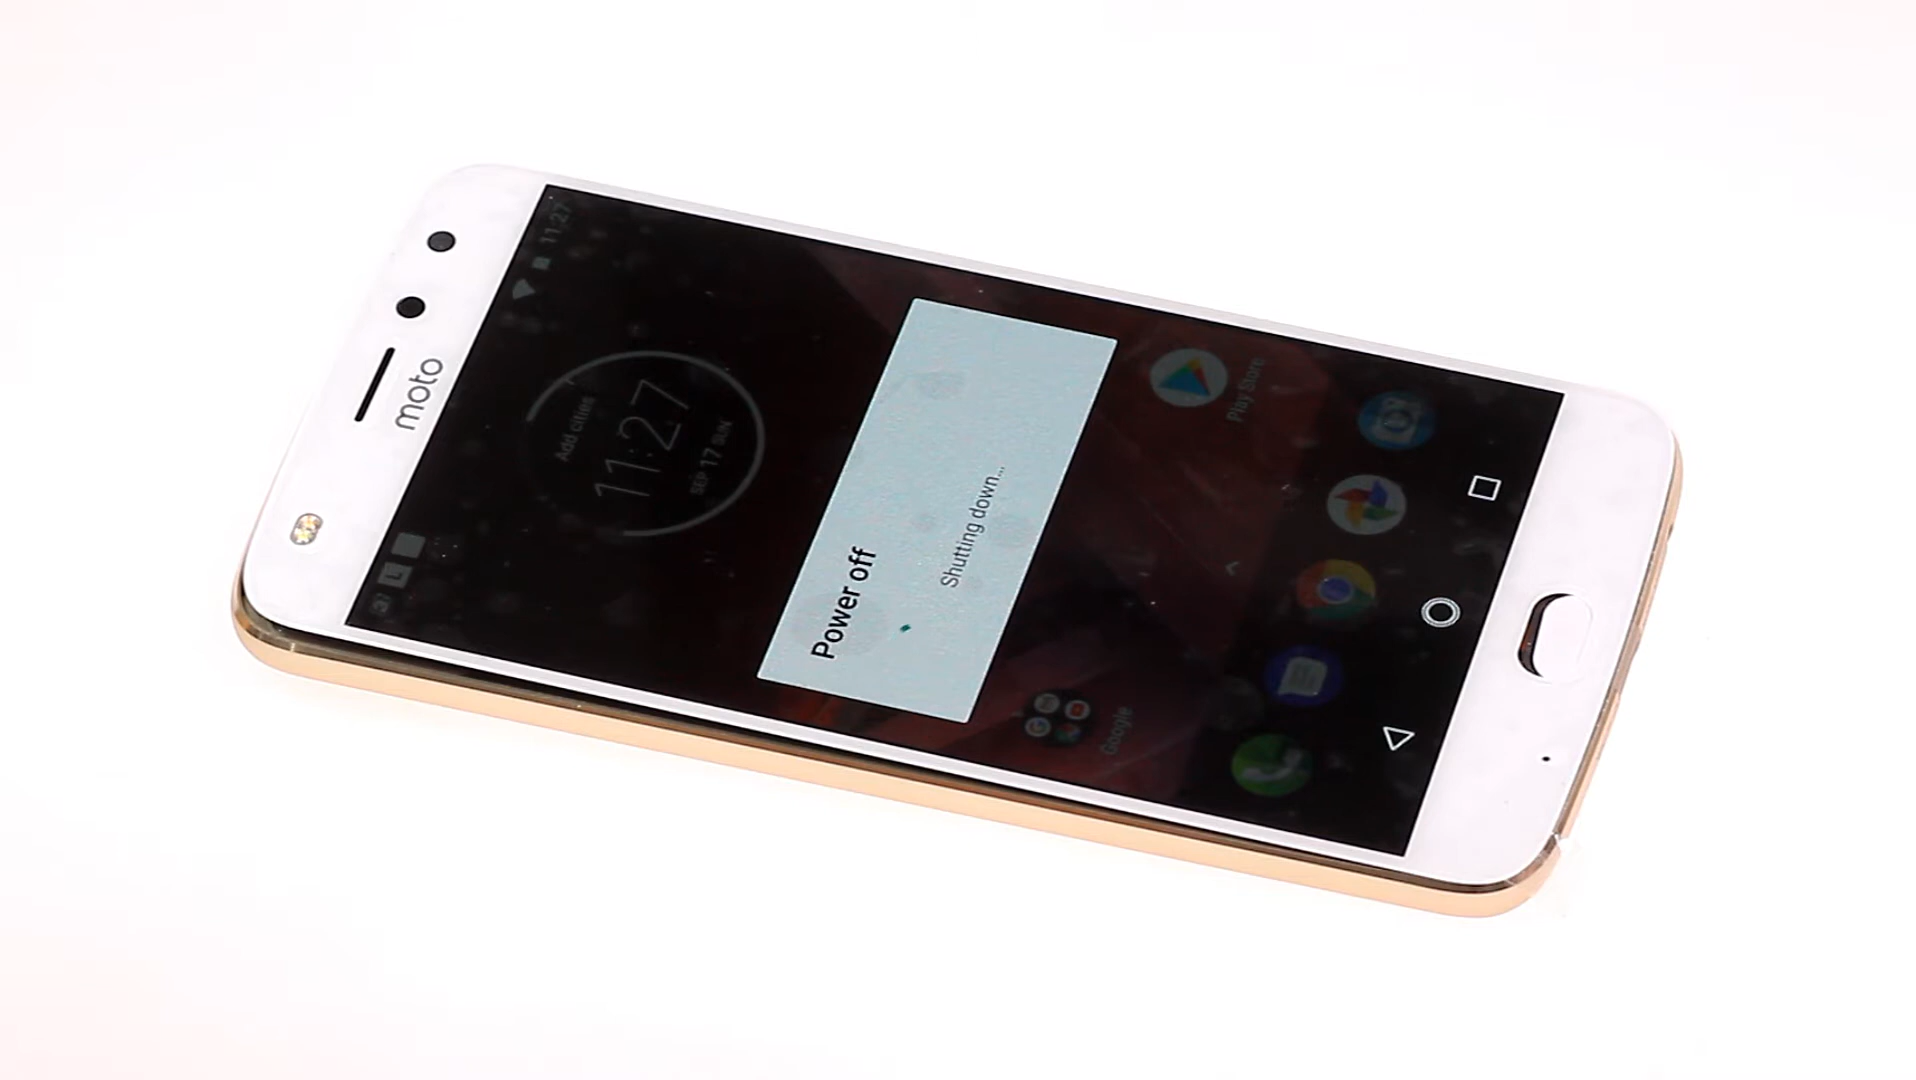 moto
11:27
Add cities
11:27
SEP 17 SUN
Power off
Shutting down...
Play Store
Google